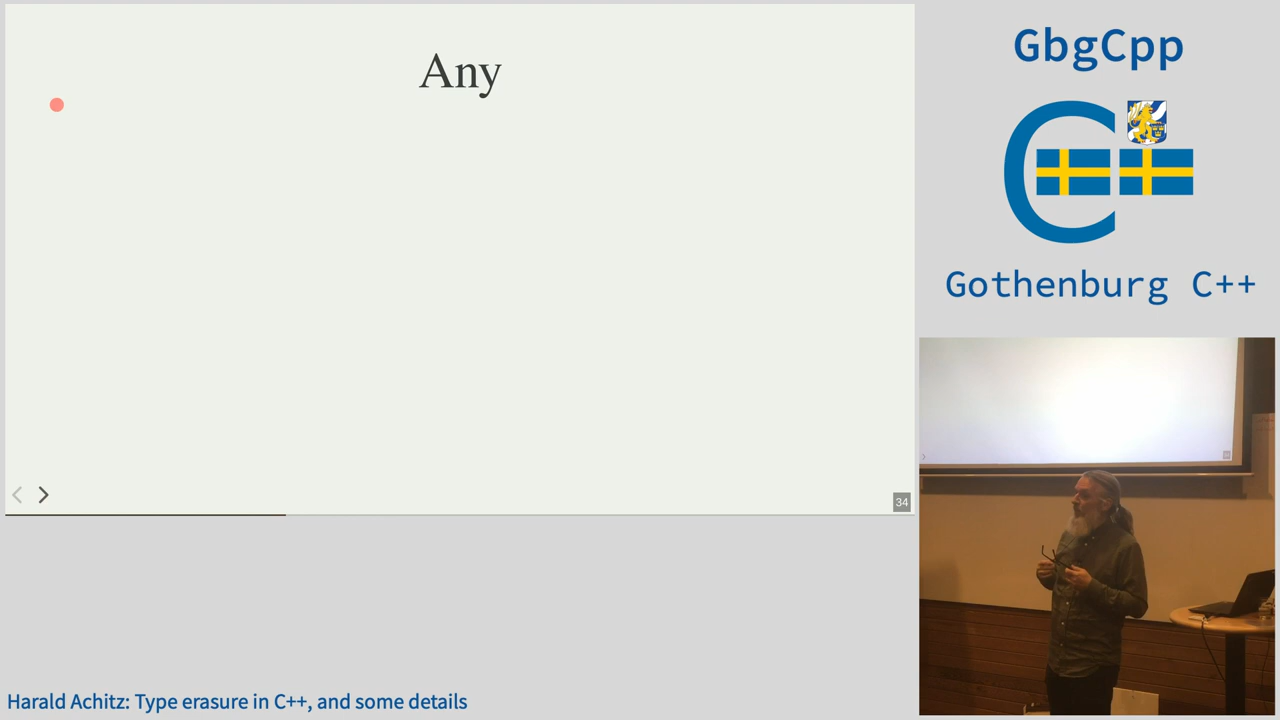 Any
34
GbgCpp
C
Gothenburg C++
Harald Achitz: Type erasure in C++, and some details